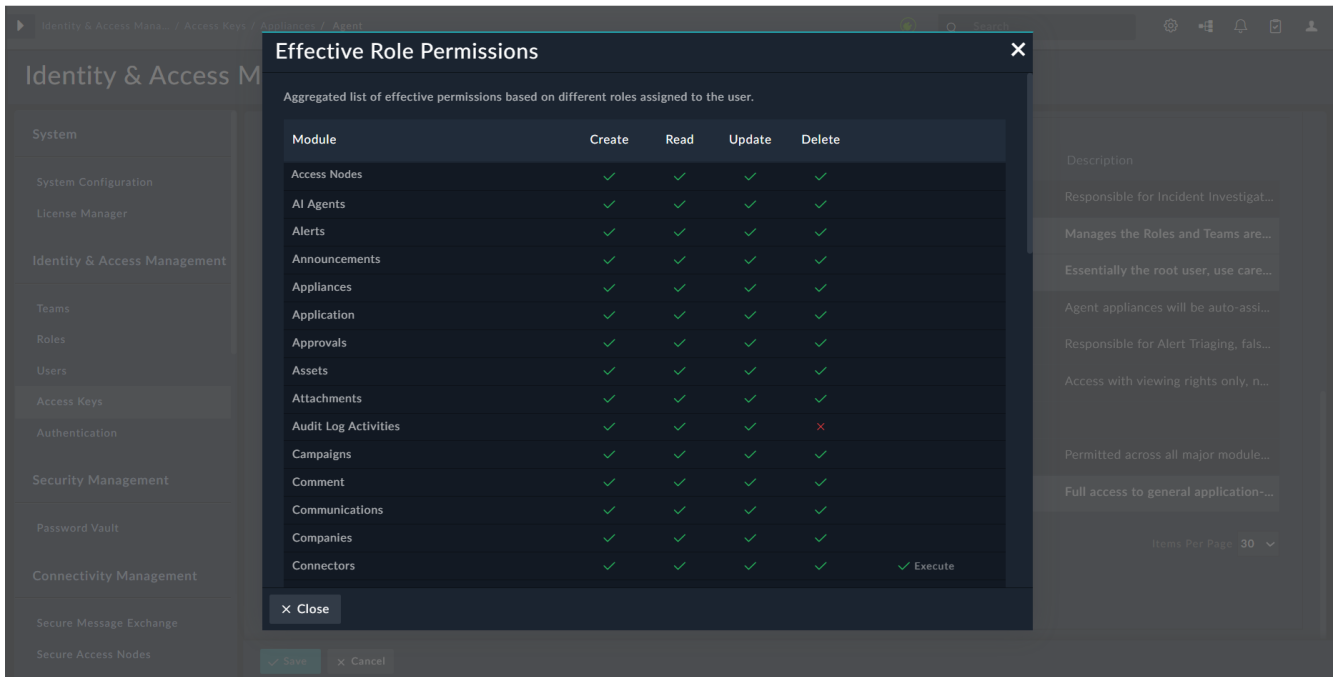 Identity & Access Mana... / Access Keys / Appliances / Agent
Search
Identity & Access M
Effective Role Permissions
Aggregated list of effective permissions based on different roles assigned to the user.
Module Create Read Update Delete
Access Nodes
AI Agents
Alerts
Announcements
Appliances
Application
Approvals
Assets
Attachments
Audit Log Activities
Campaigns
Comment
Communications
Companies
Connectors Execute
Close
System
System Configuration
License Manager
Identity & Access Management
Teams
Roles
Users
Access Keys
Authentication
Security Management
Password Vault
Connectivity Management
Secure Message Exchange
Secure Access Nodes
Description
Responsible for Incident Investigat...
Manages the Roles and Teams are...
Essentially the root user, use care...
Agent appliances will be auto-assi...
Responsible for Alert Triaging, fals...
Access with viewing rights only, n...
Permitted across all major module...
Full access to general application-...
Items Per Page 30
Save Cancel